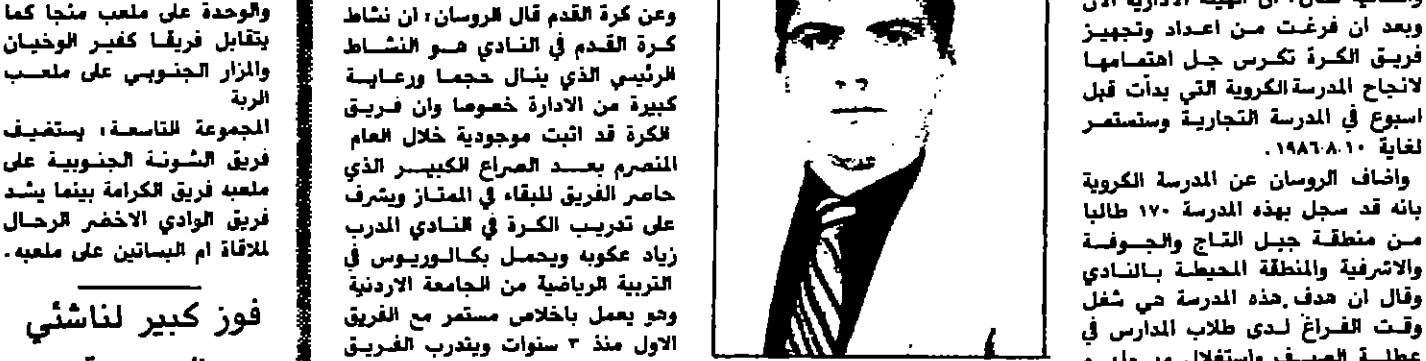 وبعد ان فرغت من اعداد وتجهيز
فريق الكرة تكرس جل اهتمامها
لانجاح المدرسة الكروية التي بدأت قبل
اسبوع في المدرسة التجارية وستستمر
لغاية ١٩٨٦.٨.١٠ .
واضاف الروسان عن المدرسة الكروية
بانه قد سجل بهذه المدرسة ١٧٠ طالبا
من منطقة جبل التاج والجوفة
والاشرفية والمنطقة المحيطة بالنادي
وقال ان هدف هذه المدرسة هي شغل
وقت الفراغ لدى طلاب المدارس في
وعن كرة القدم قال الروسان: ان نشاط
كرة القدم في النادي هو النشاط
الرئيسي الذي ينال حجما ورعاية
كبيرة من الادارة خصوصا وان فريق
الكرة قد اثبت موجودية خلال العام
المنصرم بعد الصراع الكبير الذي
حاصر الفريق للبقاء في الممتاز ويشرف
على تدريب الكرة في النادي المدرب
زياد عكوبه ويحمل بكالوريوس في
التربية الرياضية من الجامعة الاردنية
وهو يعمل باخلاص مستمر مع الفريق
الاول منذ ٣ سنوات ويتدرب الفريق
والوحدة على ملعب منجا كما
يتقابل فريقا كفير الوخيان
والمزار الجنوبي على ملعب
الربة
المجموعة التاسعة: يستضيف
فريق الشونة الجنوبية على
ملعبه فريق الكرامة بينما يشد
فريق الوادي الاخضر الرحال
لملاقاة ام البساتين على ملعبه.
فوز كبير لناشئي